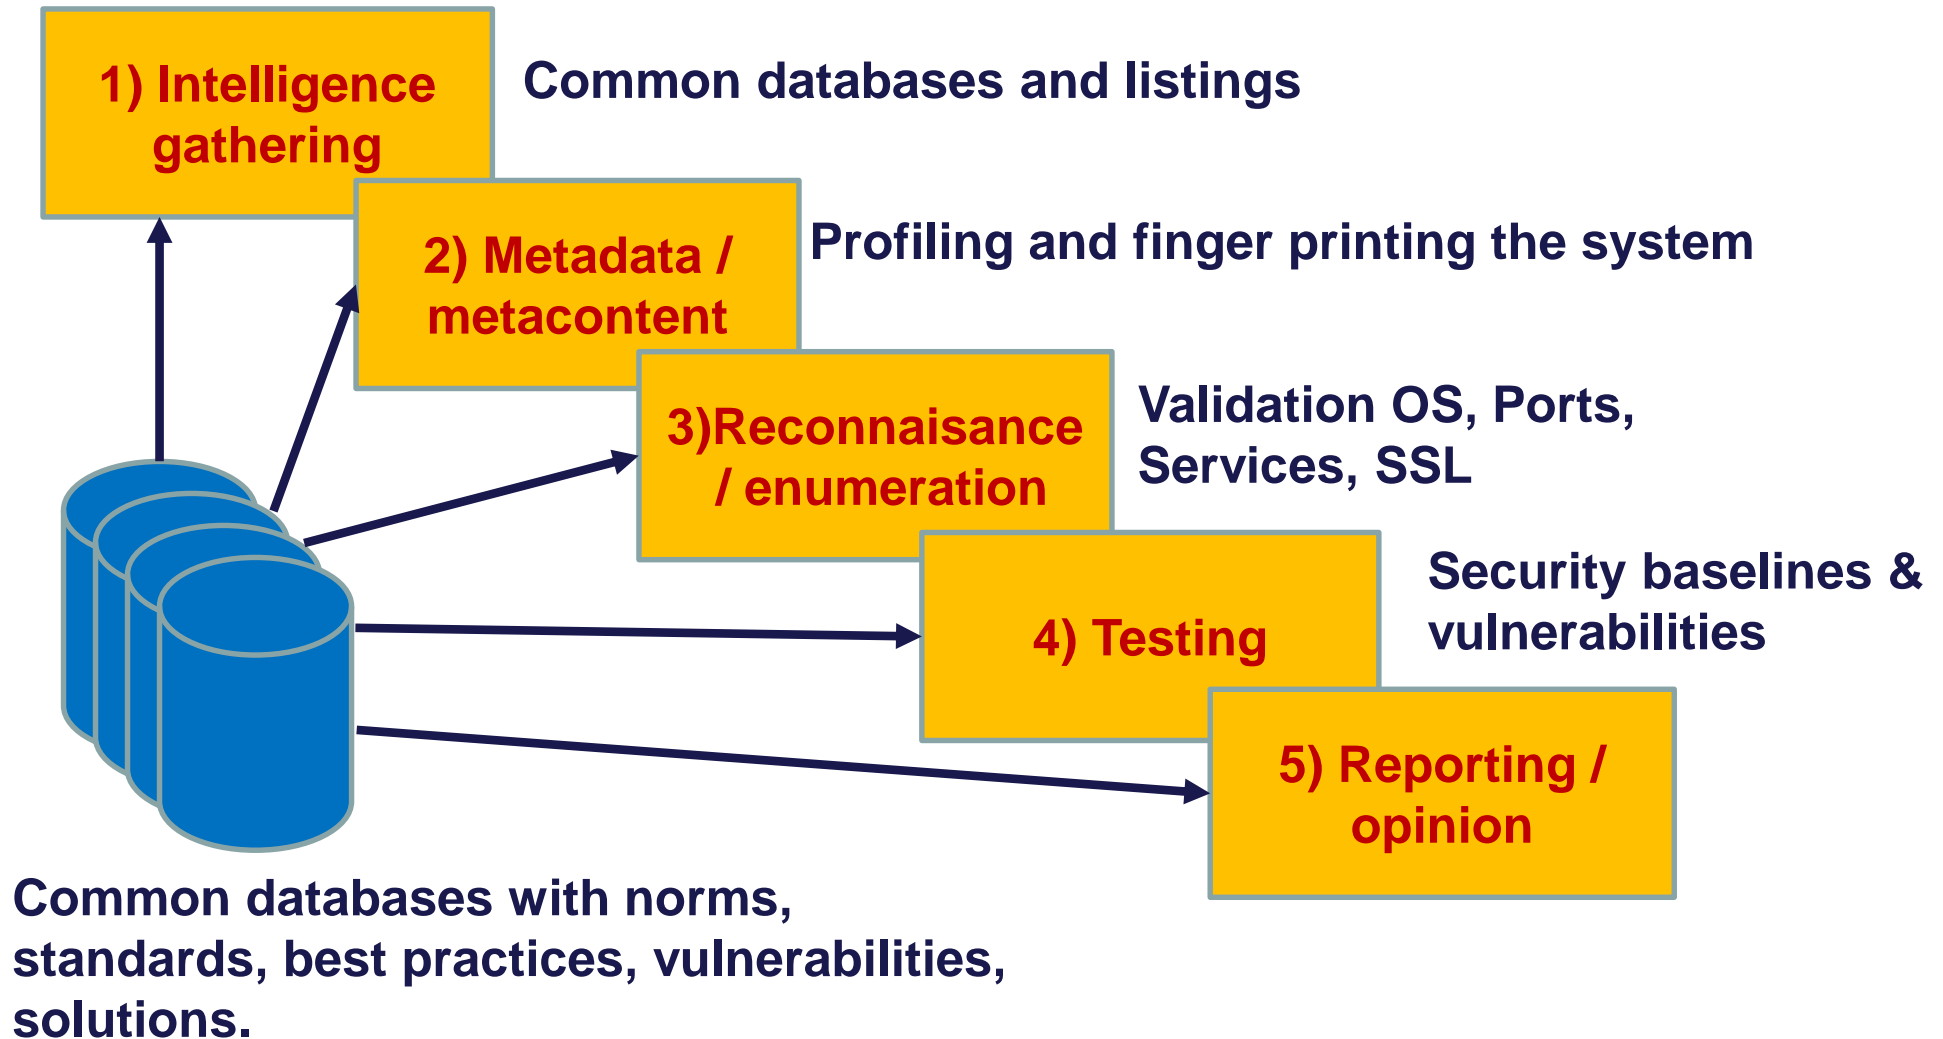 1) Intelligence
gathering
Common databases and listings
2) Metadata /
metacontent
Profiling and finger printing the system
3)Reconnaisance
/ enumeration
Validation OS, Ports,
Services, SSL
4) Testing
Security baselines &
vulnerabilities
5) Reporting /
opinion
Common databases with norms,
standards, best practices, vulnerabilities,
solutions.